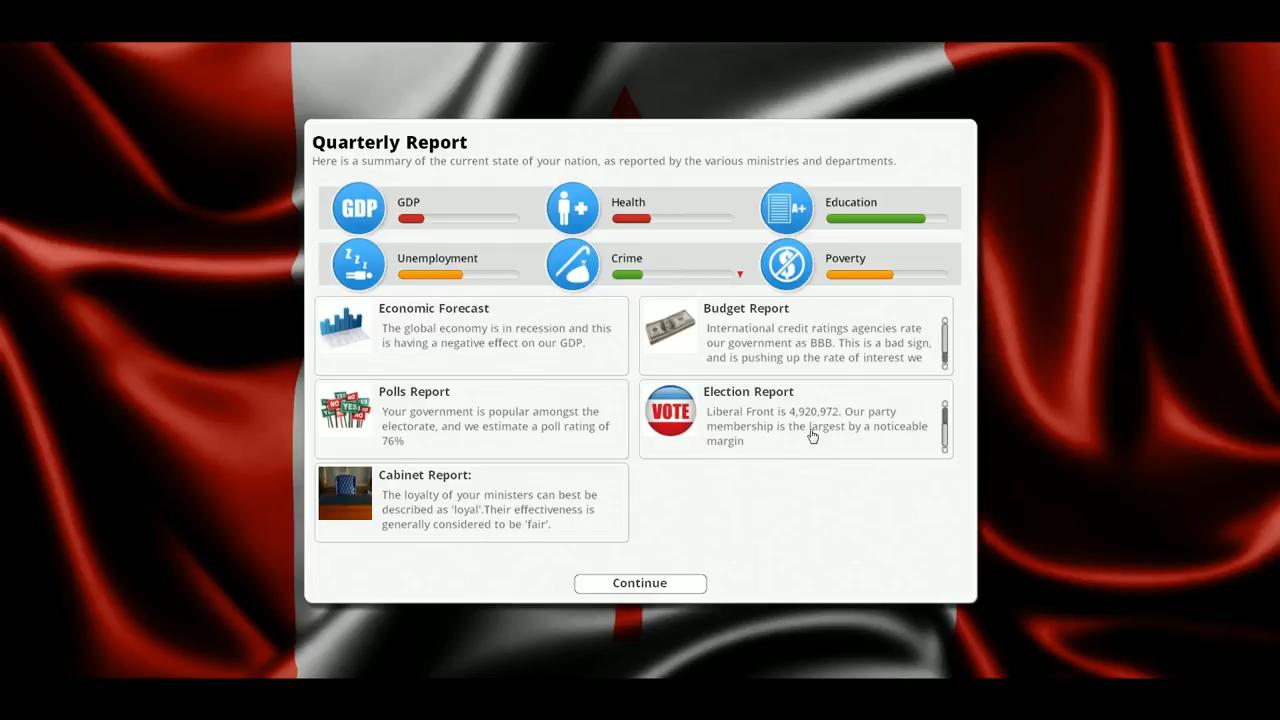 Quarterly Report
Here is a summary of the current state of your nation, as reported by the various ministries and departments.
GDP
GDP
Health
A+
Education
Z Z Z
Unemployment
Crime
Poverty
Economic Forecast
The global economy is in recession and this
is having a negative effect on our GDP.
Budget Report
International credit ratings agencies rate
our government as BBB. This is a bad sign,
and is pushing up the rate of interest we
NO YES NO
YES
Polls Report
Your government is popular amongst the
electorate, and we estimate a poll rating of
76%
VOTE
Election Report
Liberal Front is 4,920,972. Our party
membership is the largest by a noticeable
margin
Cabinet Report:
The loyalty of your ministers can best be
described as 'loyal'.Their effectiveness is
generally considered to be 'fair'.
Continue